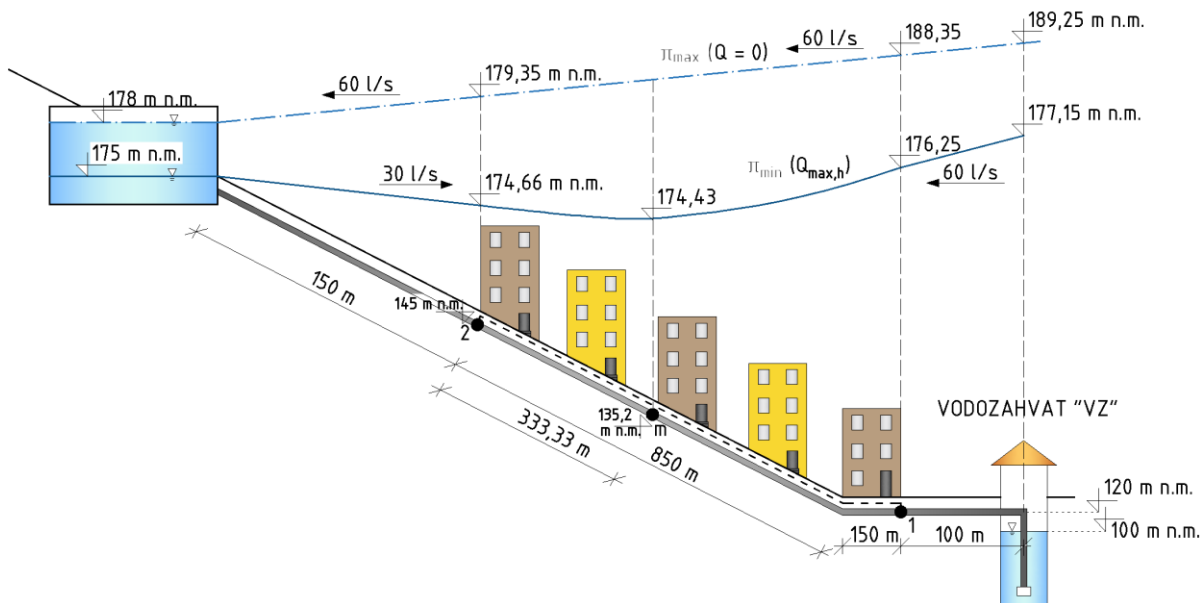 189,25 m n.m.
60 l/s
188,35
πmax (Q = 0)
179,35 m n.m.
60 l/s
178 m n.m.
177,15 m n.m.
175 m n.m.
176,25
30 l/s
πmin (Qmax,h)
60 l/s
174,66 m n.m.
174,43
150 m
145 m n.m.
2
135,2
m n.m.
m
VODOZAHVAT "VZ"
333,33 m
850 m
120 m n.m.
1
100 m n.m.
150 m
100 m